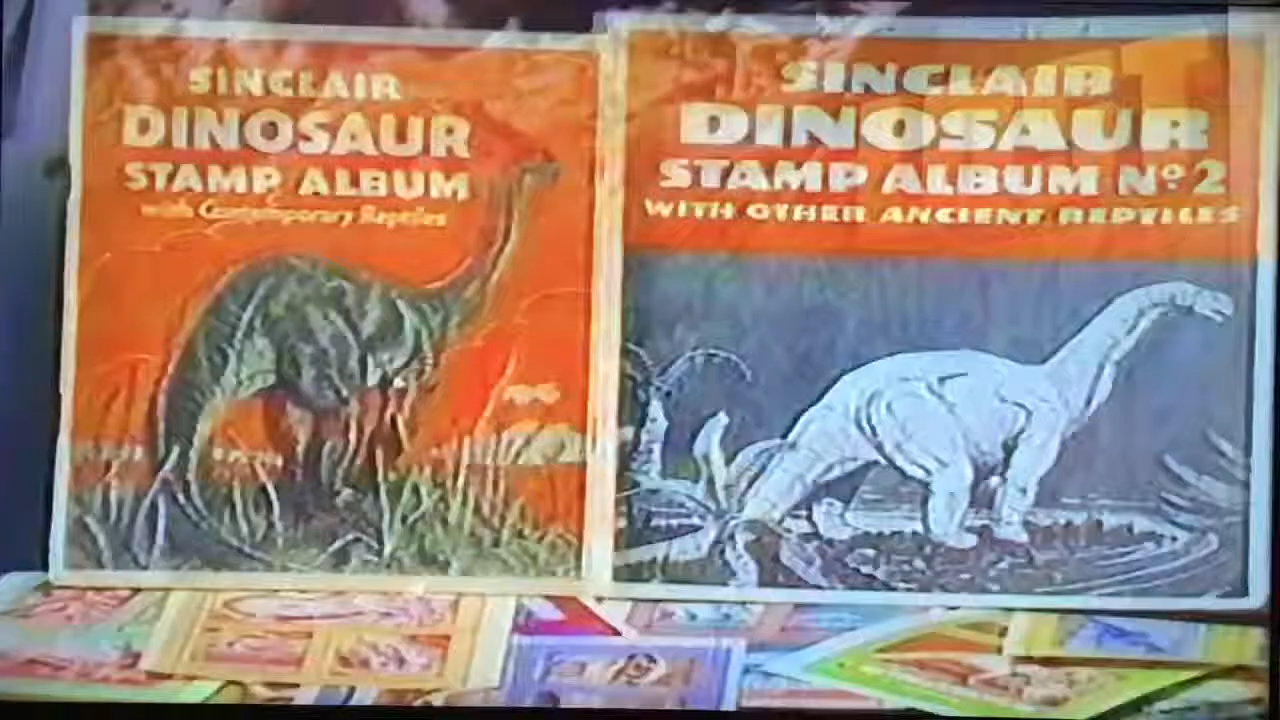 SINCLAIR
DINOSAUR
STAMP ALBUM
with Contemporary Reptiles
SINCLAIR
DINOSAUR
STAMP ALBUM Nº 2
WITH OTHER ANCIENT REPTILES